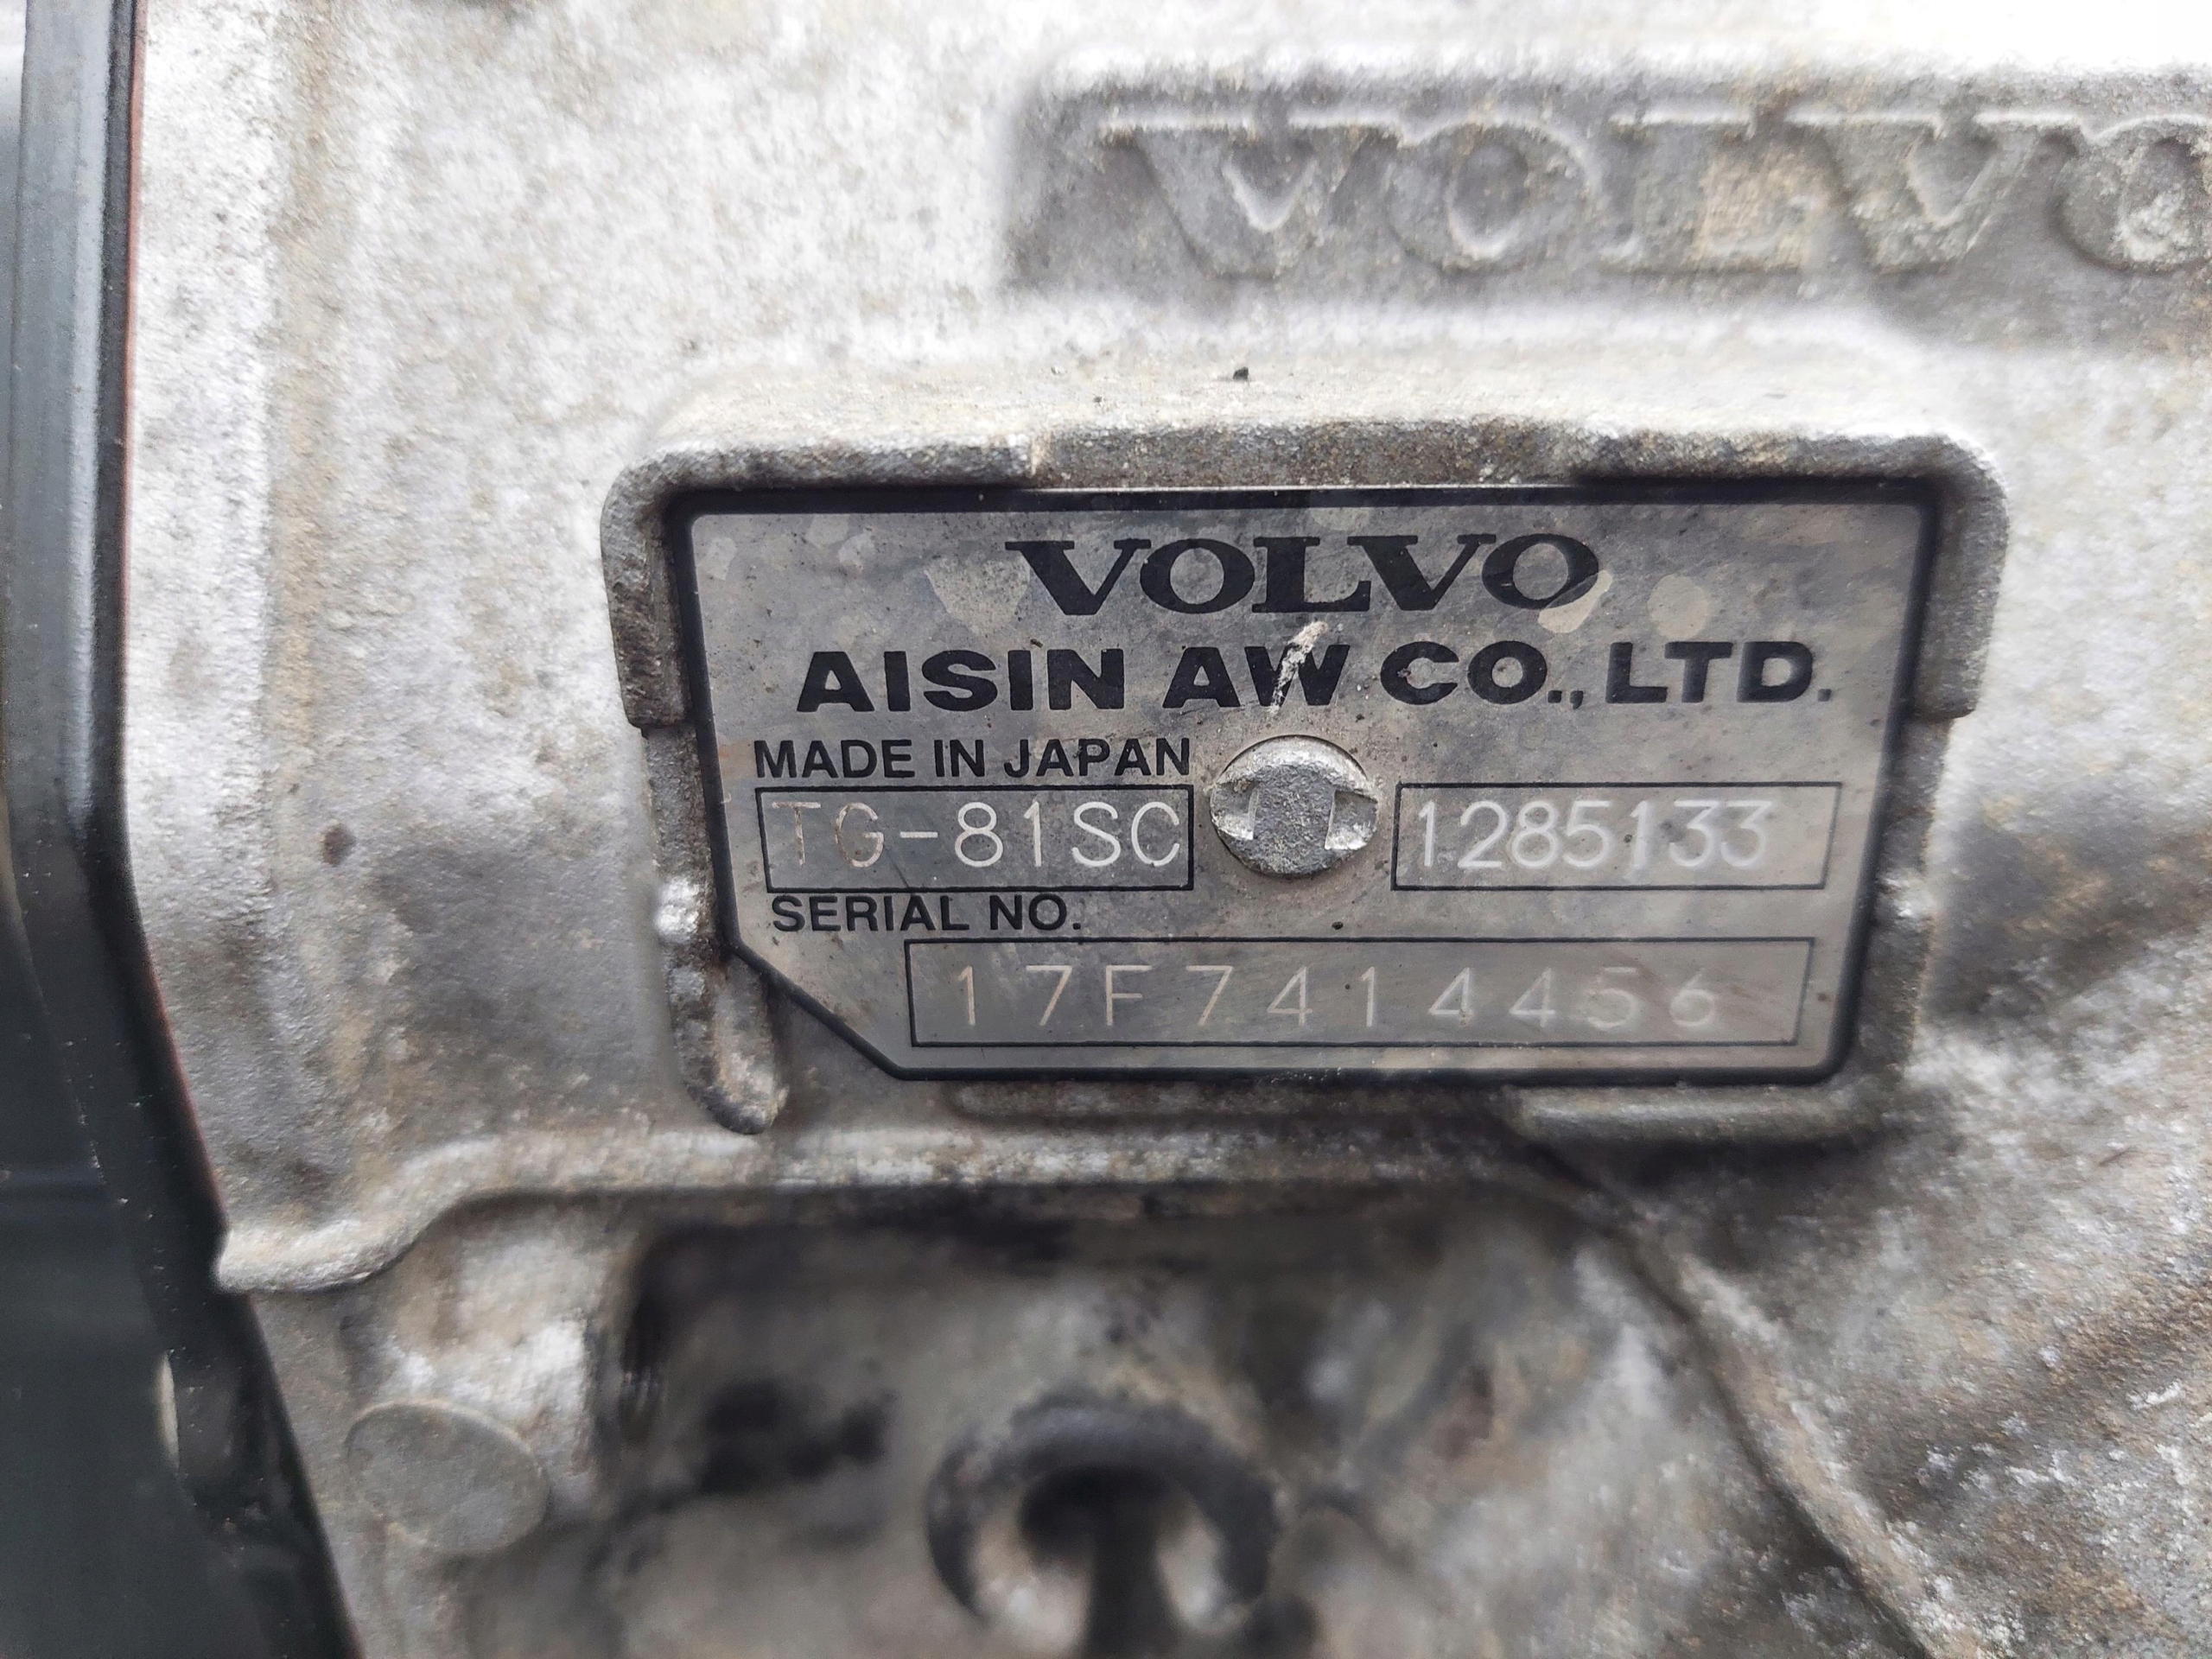 VOLVO
VOLVO
AISIN AW CO., LTD.
MADE IN JAPAN
TG-81SC 1285133
SERIAL NO.
17F7414456